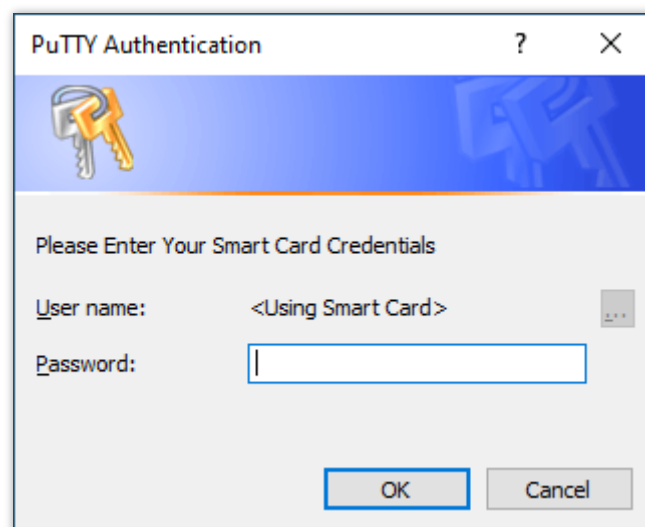 PuTTY Authentication ?
Please Enter Your Smart Card Credentials
User name: <Using Smart Card> ...
Password:
OK Cancel